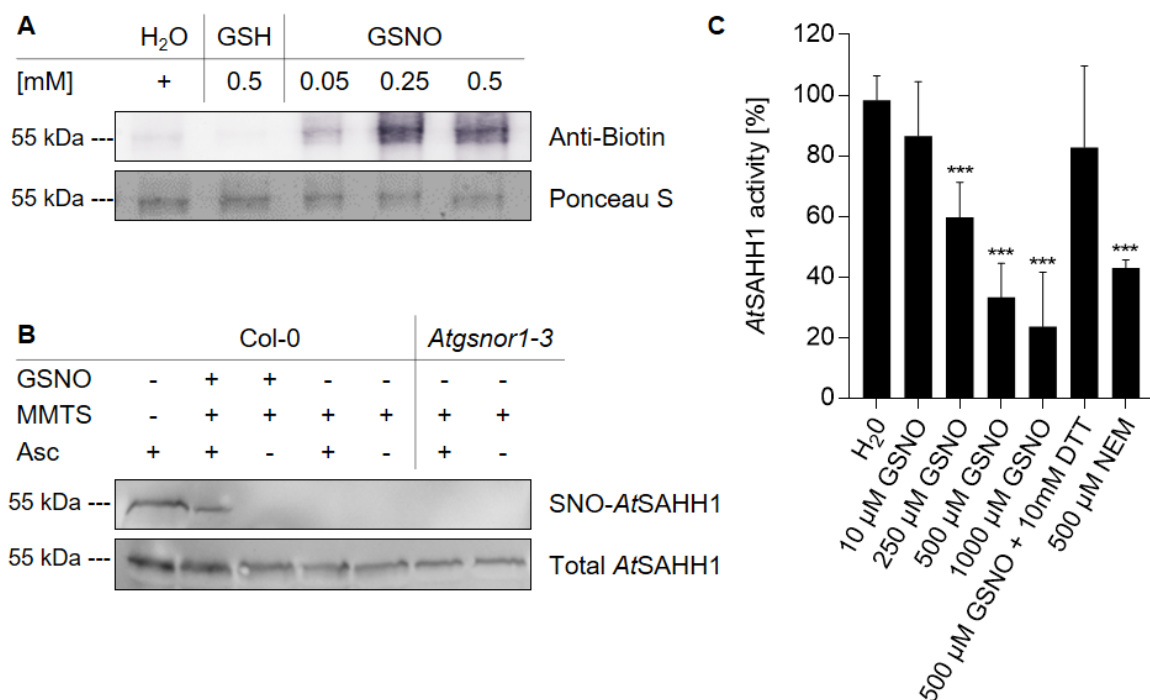 A
H₂O GSH GSNO
[mM] + 0.5 0.05 0.25 0.5
55 kDa --- Anti-Biotin
55 kDa --- Ponceau S
B
Col-0 Atgsnor1-3
GSNO - + + - - - -
MMTS - + + + + + +
Asc + + - + - + -
55 kDa --- SNO-AtSAHH1
55 kDa --- Total AtSAHH1
C
AtSAHH1 activity [%]
120
100
80
60
40
20
0
*** *** *** ***
H₂0
10 µM GSNO
250 µM GSNO
500 µM GSNO
1000 µM GSNO
500 µM GSNO + 10mM DTT
500 µM NEM